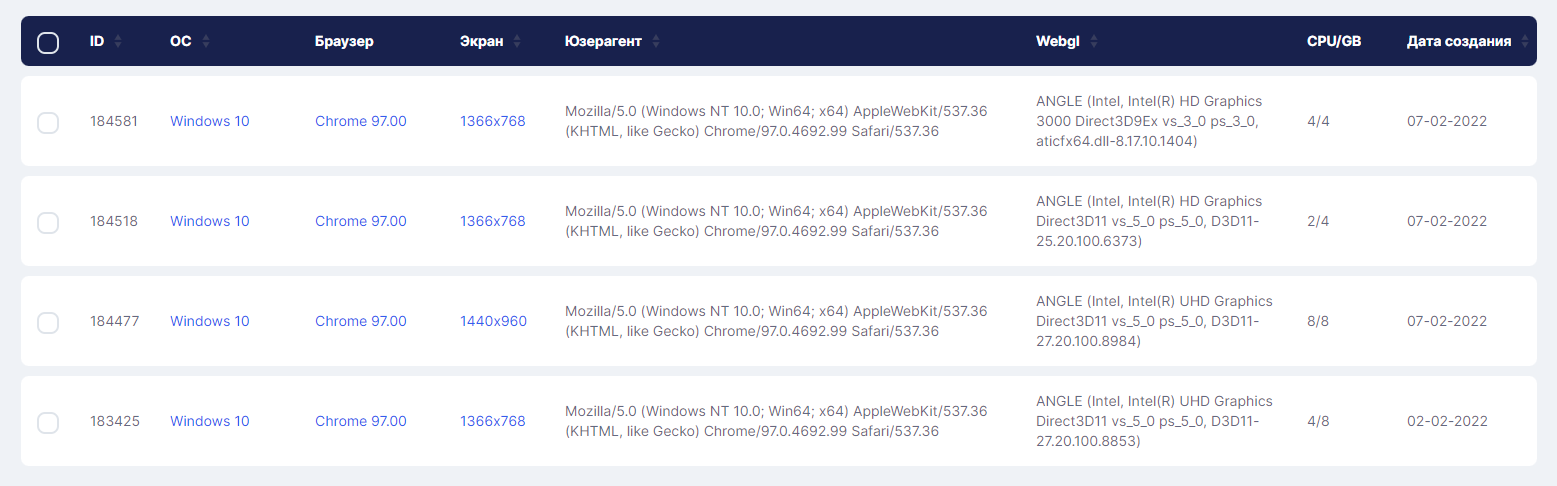 ID ОС Браузер Экран Юзерагент Webgl CPU/GB Дата создания
184581 Windows 10 Chrome 97.00 1366x768 Mozilla/5.0 (Windows NT 10.0; Win64; x64) AppleWebKit/537.36
(KHTML, like Gecko) Chrome/97.0.4692.99 Safari/537.36
ANGLE (Intel, Intel(R) HD Graphics
3000 Direct3D9Ex vs_3_0 ps_3_0,
aticfx64.dll-8.17.10.1404)
4/4 07-02-2022
184518 Windows 10 Chrome 97.00 1366x768 Mozilla/5.0 (Windows NT 10.0; Win64; x64) AppleWebKit/537.36
(KHTML, like Gecko) Chrome/97.0.4692.99 Safari/537.36
ANGLE (Intel, Intel(R) HD Graphics
Direct3D11 vs_5_0 ps_5_0, D3D11-
25.20.100.6373)
2/4 07-02-2022
184477 Windows 10 Chrome 97.00 1440x960 Mozilla/5.0 (Windows NT 10.0; Win64; x64) AppleWebKit/537.36
(KHTML, like Gecko) Chrome/97.0.4692.99 Safari/537.36
ANGLE (Intel, Intel(R) UHD Graphics
Direct3D11 vs_5_0 ps_5_0, D3D11-
27.20.100.8984)
8/8 07-02-2022
183425 Windows 10 Chrome 97.00 1366x768 Mozilla/5.0 (Windows NT 10.0; Win64; x64) AppleWebKit/537.36
(KHTML, like Gecko) Chrome/97.0.4692.99 Safari/537.36
ANGLE (Intel, Intel(R) UHD Graphics
Direct3D11 vs_5_0 ps_5_0, D3D11-
27.20.100.8853)
4/8 02-02-2022